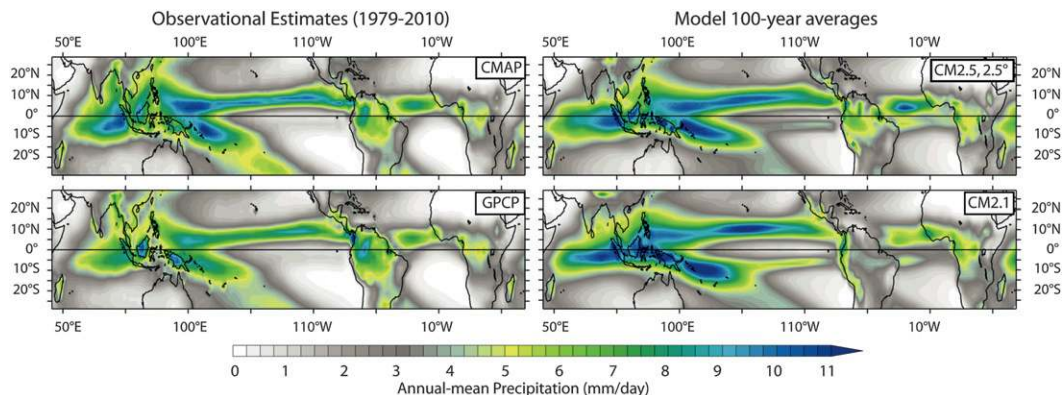 Observational Estimates (1979-2010)
Model 100-year averages
50°E 100°E 110°W 10°W
50°E 100°E 110°W 10°W
20°N
10°N
0°
10°S
20°S
CMAP
CM2.5, 2.5°
20°N
10°N
0°
10°S
20°S
20°N
10°N
0°
10°S
20°S
GPCP
CM2.1
20°N
10°N
0°
10°S
20°S
50°E 100°E 110°W 10°W
50°E 100°E 110°W 10°W
0 1 2 3 4 5 6 7 8 9 10 11
Annual-mean Precipitation (mm/day)